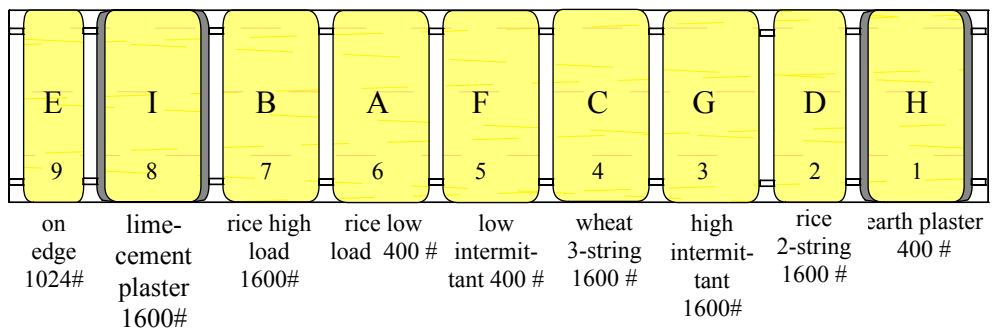 E I B A F C G D H
9 8 7 6 5 4 3 2 1
on
edge
1024#
lime-
cement
plaster
1600#
rice high
load
1600#
rice low
load 400 #
low
intermit-
tant 400 #
wheat
3-string
1600 #
high
intermit-
tant
1600#
rice
2-string
1600 #
earth plaster
400 #